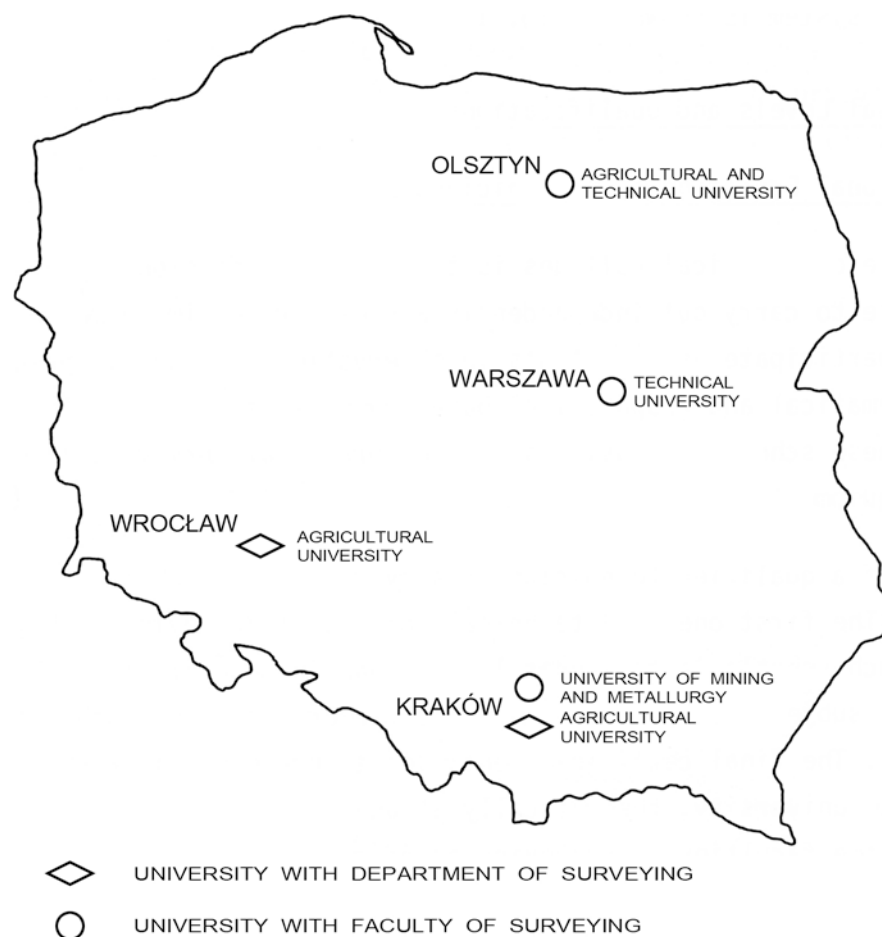 OLSZTYN
AGRICULTURAL AND
TECHNICAL UNIVERSITY
WARSZAWA
TECHNICAL
UNIVERSITY
WROCŁAW
AGRICULTURAL
UNIVERSITY
UNIVERSITY OF MINING
AND METALLURGY
KRAKÓW
AGRICULTURAL
UNIVERSITY
UNIVERSITY WITH DEPARTMENT OF SURVEYING
UNIVERSITY WITH FACULTY OF SURVEYING